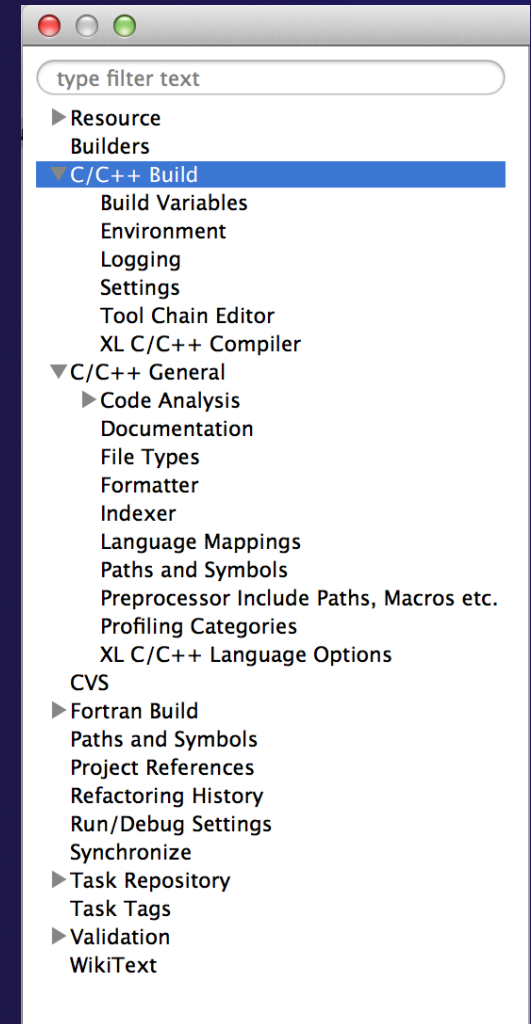 type filter text
Resource
Builders
C/C++ Build
Build Variables
Environment
Logging
Settings
Tool Chain Editor
XL C/C++ Compiler
C/C++ General
Code Analysis
Documentation
File Types
Formatter
Indexer
Language Mappings
Paths and Symbols
Preprocessor Include Paths, Macros etc.
Profiling Categories
XL C/C++ Language Options
CVS
Fortran Build
Paths and Symbols
Project References
Refactoring History
Run/Debug Settings
Synchronize
Task Repository
Task Tags
Validation
WikiText